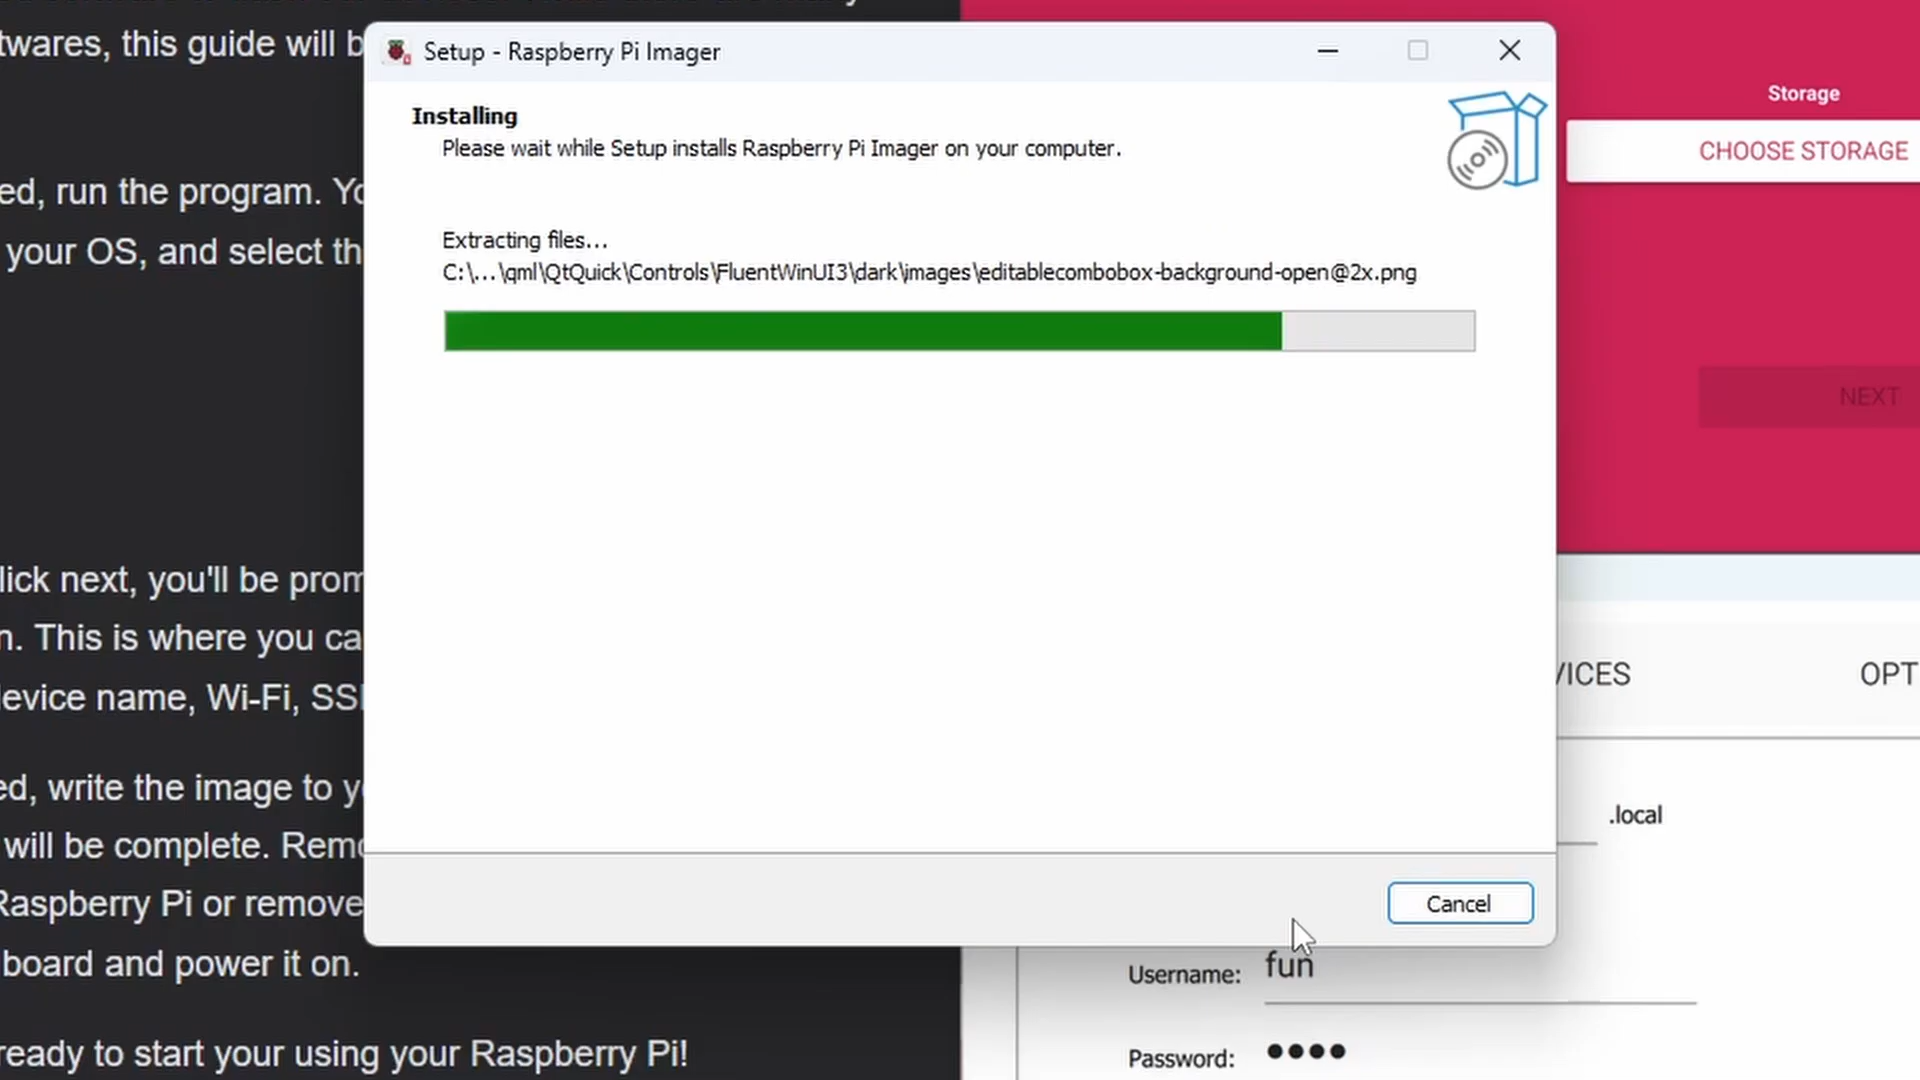 twares, this guide will b
ed, run the program. Yo
your OS, and select th
lick next, you'll be prom
n. This is where you ca
device name, Wi-Fi, SSI
ed, write the image to y
will be complete. Remo
Raspberry Pi or remove
board and power it on.
ready to start your using your Raspberry Pi!
Setup - Raspberry Pi Imager
Installing
Please wait while Setup installs Raspberry Pi Imager on your computer.
Extracting files...
C:\...\qml\QtQuick\Controls\FluentWinUI3\dark\images\editablecombobox-background-open@2x.png
Cancel
Storage
CHOOSE STORAGE
NEXT
VICES
OPT
.local
Username: fun
Password: ●●●●